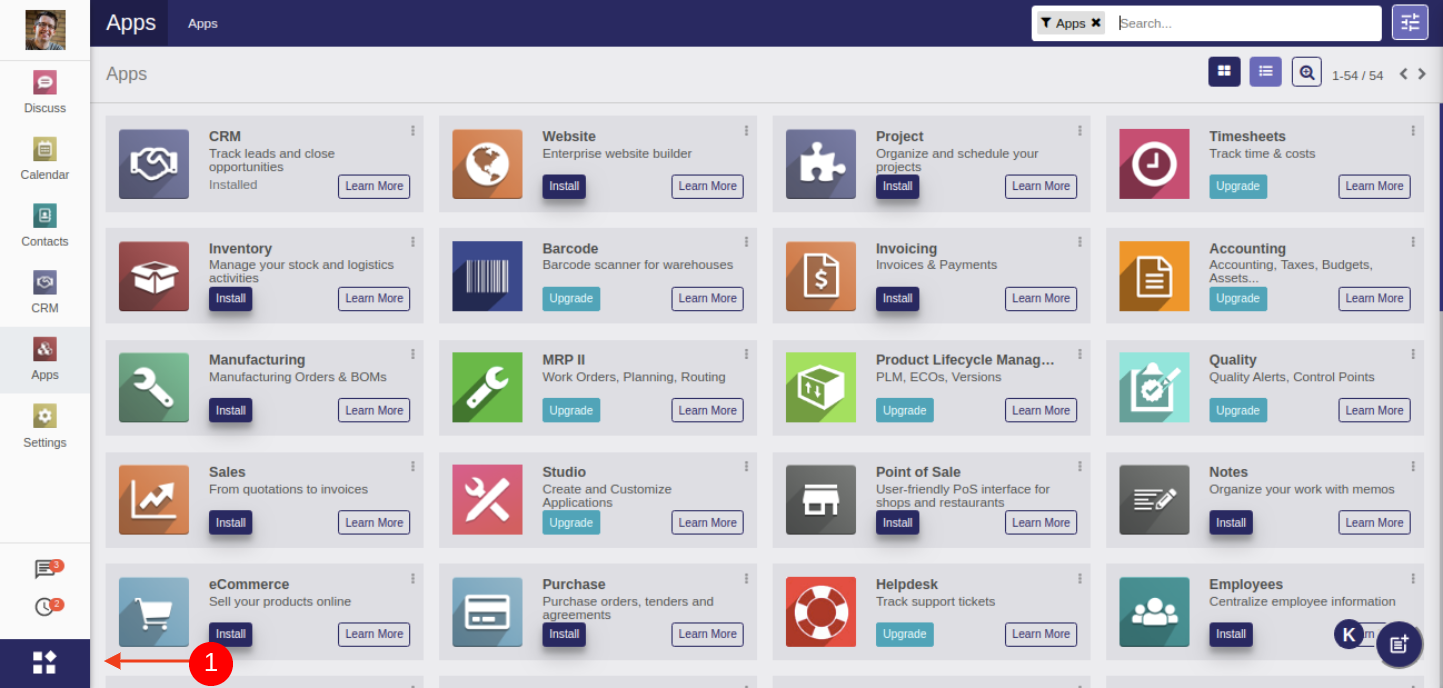 Apps
Apps
Apps
Search...
Apps
1-54 / 54
Discuss
Calendar
Contacts
CRM
Apps
Settings
3
2
CRM
Track leads and close
opportunities
Installed
Learn More
Website
Enterprise website builder
Install
Learn More
Project
Organize and schedule your
projects
Install
Learn More
Timesheets
Track time & costs
Upgrade
Learn More
Inventory
Manage your stock and logistics
activities
Install
Learn More
Barcode
Barcode scanner for warehouses
Upgrade
Learn More
Invoicing
Invoices & Payments
Install
Learn More
Accounting
Accounting, Taxes, Budgets,
Assets...
Upgrade
Learn More
Manufacturing
Manufacturing Orders & BOMs
Install
Learn More
MRP II
Work Orders, Planning, Routing
Upgrade
Learn More
Product Lifecycle Manag...
PLM, ECOs, Versions
Upgrade
Learn More
Quality
Quality Alerts, Control Points
Upgrade
Learn More
Sales
From quotations to invoices
Install
Learn More
Studio
Create and Customize
Applications
Upgrade
Learn More
Point of Sale
User-friendly PoS interface for
shops and restaurants
Install
Learn More
Notes
Organize your work with memos
Install
Learn More
eCommerce
Sell your products online
Install
Learn More
Purchase
Purchase orders, tenders and
agreements
Install
Learn More
Helpdesk
Track support tickets
Upgrade
Learn More
Employees
Centralize employee information
Install
K
1